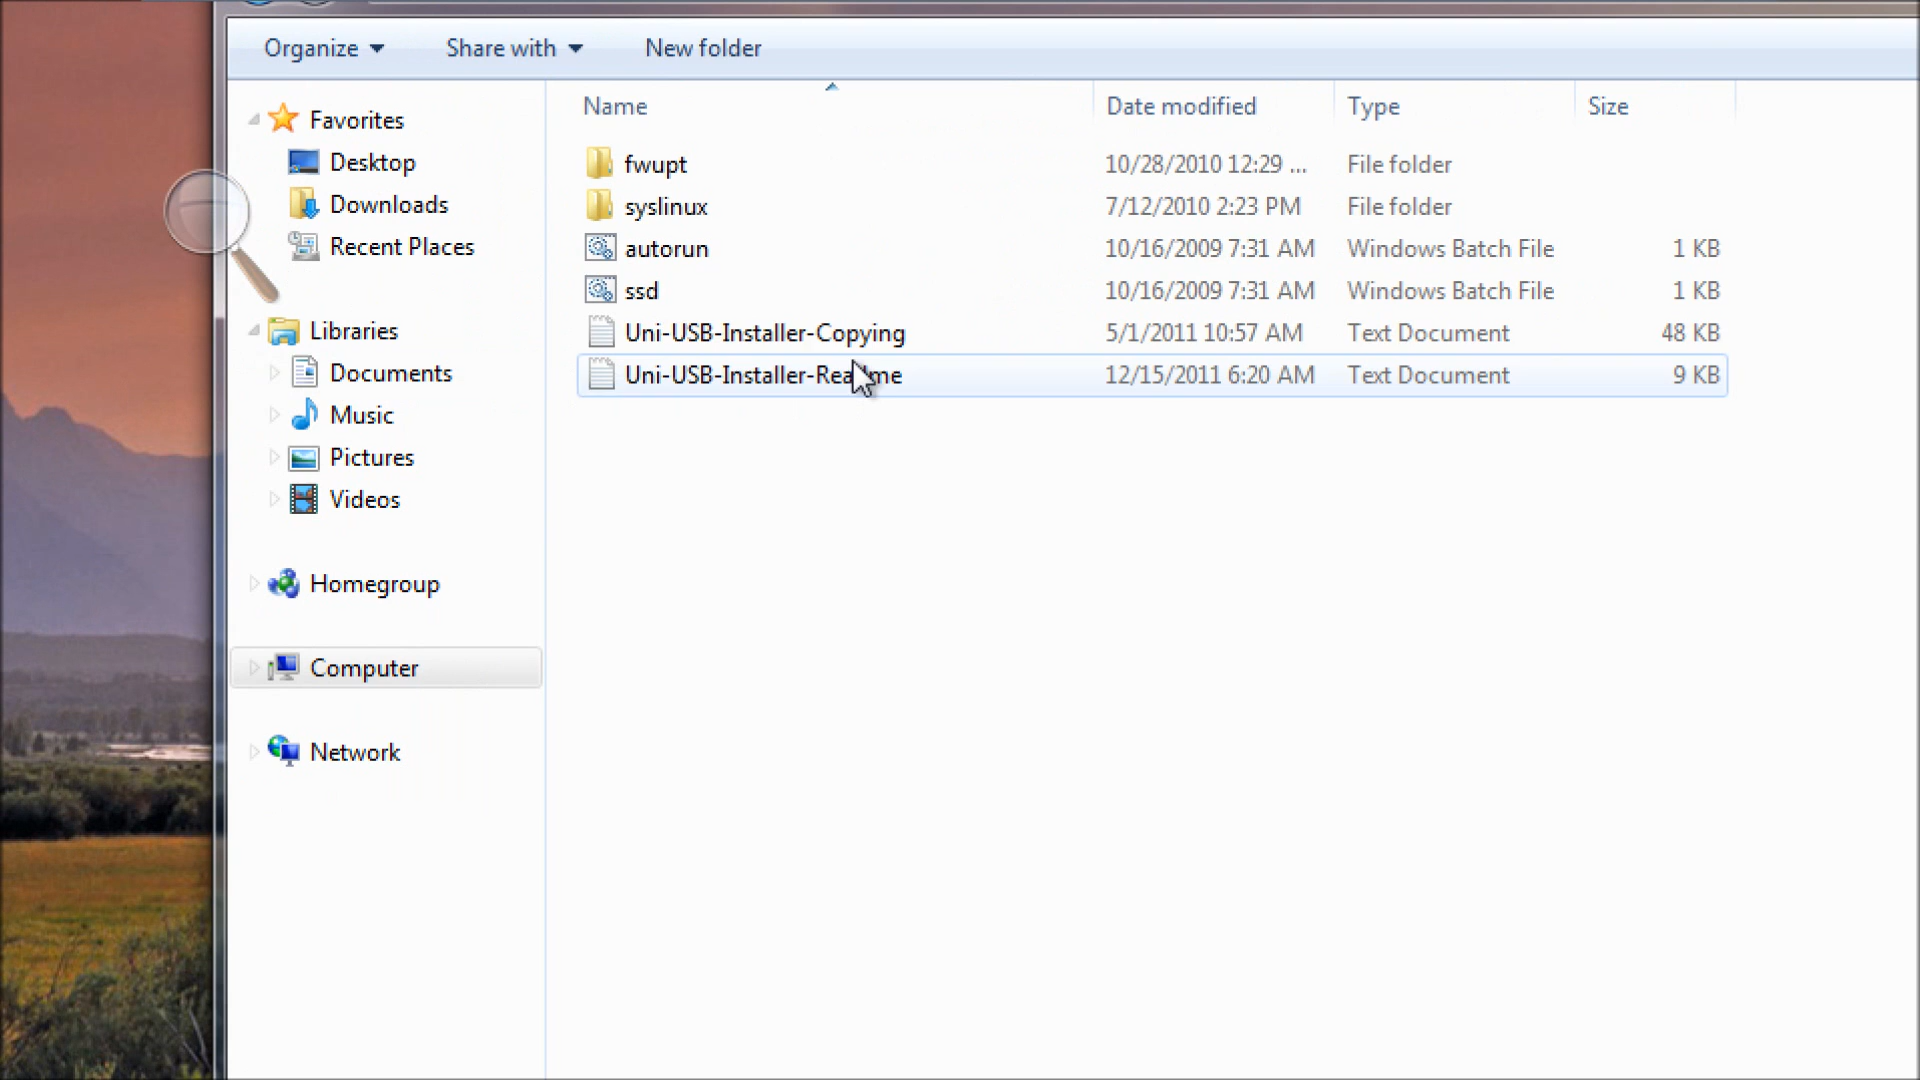 Organize Share with New folder
Name Date modified Type Size
Favorites
Desktop
Downloads
Recent Places
Libraries
Documents
Music
Pictures
Videos
Homegroup
Computer
Network
fwupt 10/28/2010 12:29 ... File folder
syslinux 7/12/2010 2:23 PM File folder
autorun 10/16/2009 7:31 AM Windows Batch File 1 KB
ssd 10/16/2009 7:31 AM Windows Batch File 1 KB
Uni-USB-Installer-Copying 5/1/2011 10:57 AM Text Document 48 KB
Uni-USB-Installer-Readme 12/15/2011 6:20 AM Text Document 9 KB